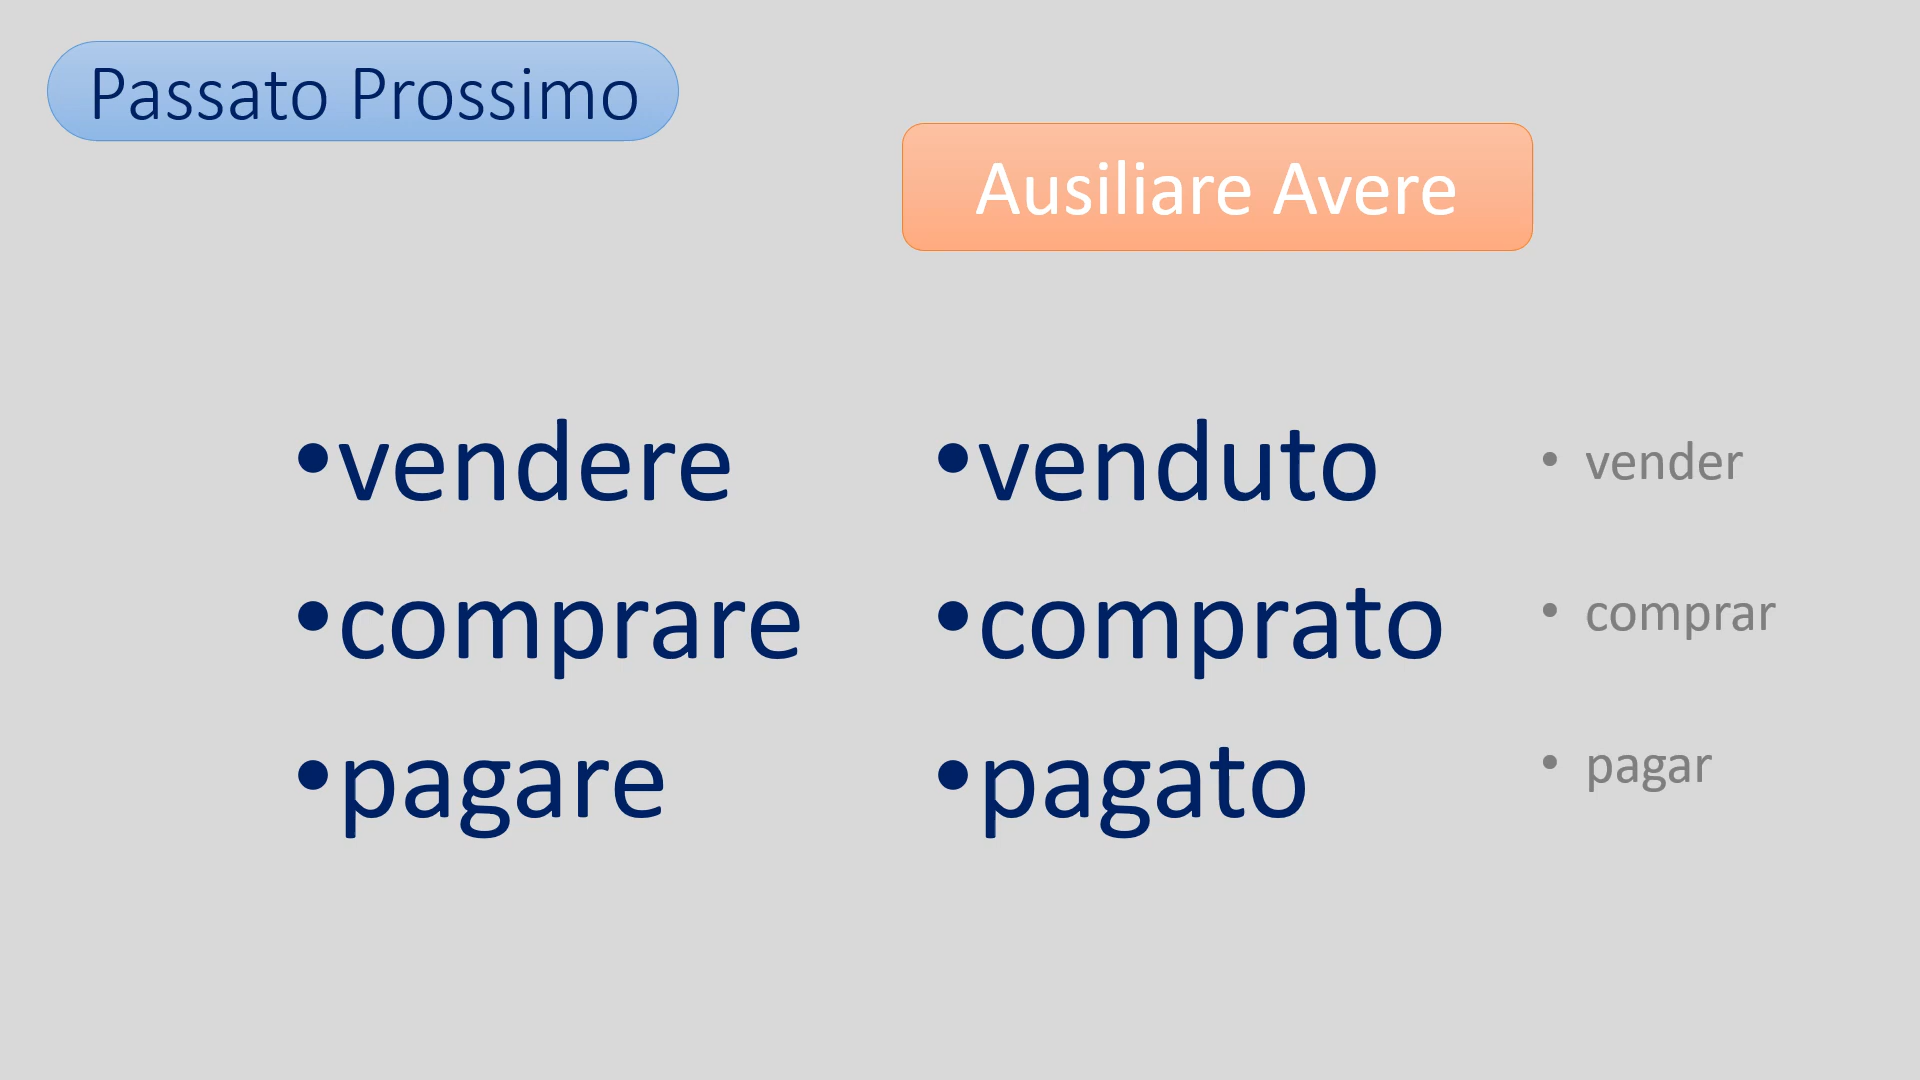 Passato Prossimo
Ausiliare Avere
•vendere •venduto • vender
•comprare •comprato • comprar
•pagare •pagato • pagar